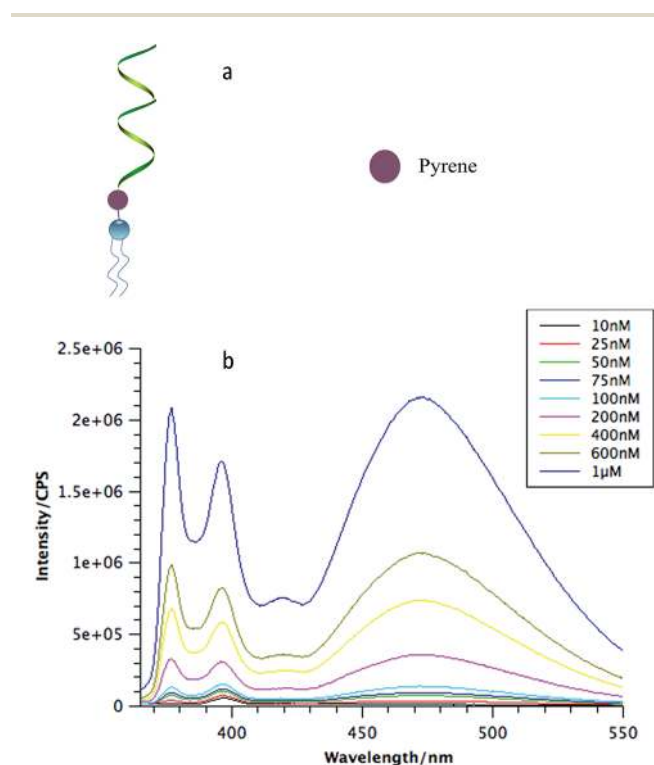 a
Pyrene
b
Intensity/CPS
2.5e+06
2e+06
1.5e+06
1e+06
5e+05
0
400
450
500
550
Wavelength/nm
10nM
25nM
50nM
75nM
100nM
200nM
400nM
600nM
1µM